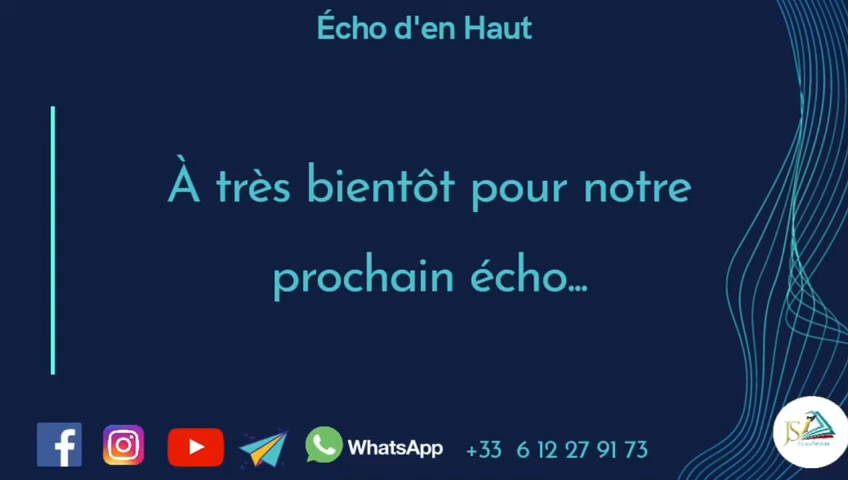 Écho d'en Haut
À très bientôt pour notre
prochain écho...
WhatsApp +33 6 12 27 91 73